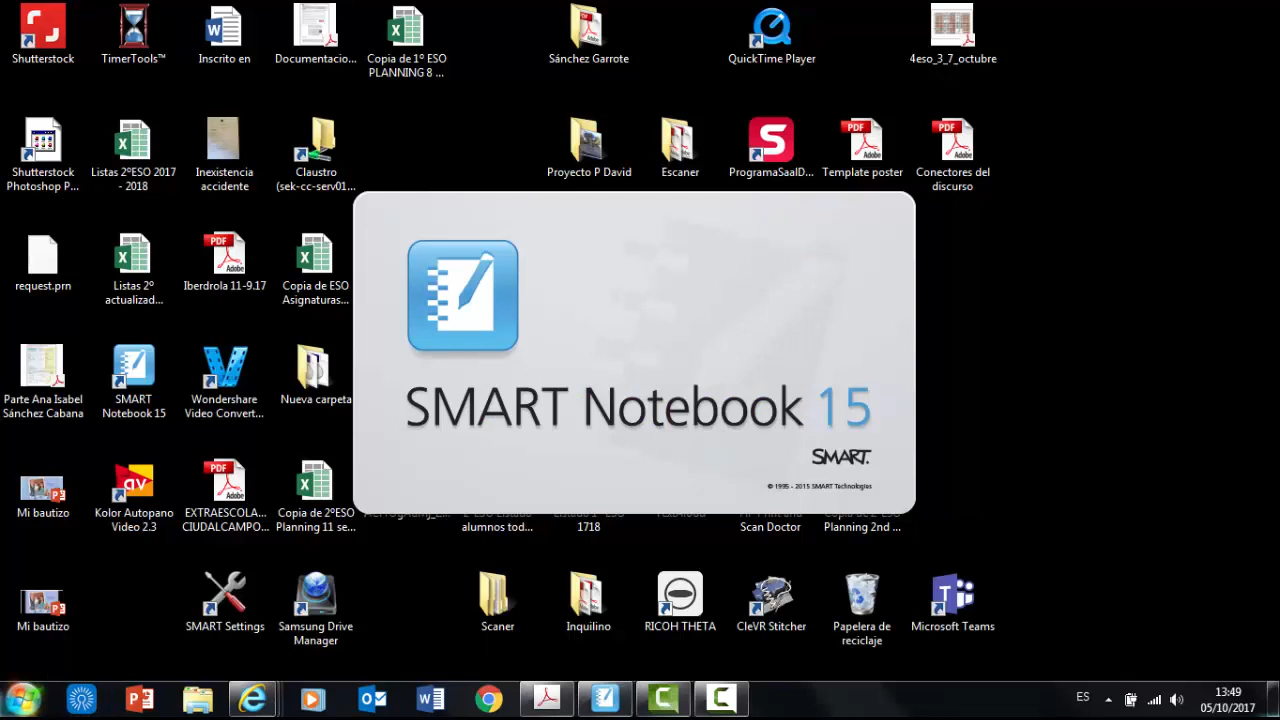 Shutterstock
TimerTools™
Inscrito en
Documentacio...
Copia de 1º ESO
PLANNING 8 ...
Sánchez Garrote
QuickTime Player
4eso_3_7_octubre
Shutterstock
Photoshop P...
Listas 2ºESO 2017
- 2018
Inexistencia
accidente
Claustro
(sek-cc-serv01...
Proyecto P David
Escaner
ProgramaSaalD...
Template poster
Conectores del
discurso
request.prn
Listas 2º
actualizad...
Iberdrola 11-9.17
Copia de ESO
Asignaturas...
SMART Notebook 15
SMART
© 1995 - 2015 SMART Technologies
Parte Ana Isabel
Sánchez Cabana
SMART
Notebook 15
Wondershare
Video Convert...
Nueva carpeta
Mi bautizo
Kolor Autopano
Video 2.3
EXTRAESCOLA...
CIUDALCAMPO...
Copia de 2ºESO
Planning 11 se...
alumnos tod...
1718
Scan Doctor
Planning 2nd ...
Mi bautizo
SMART Settings
Samsung Drive
Manager
Scaner
Inquilino
RICOH THETA
CleVR Stitcher
Papelera de
reciclaje
Microsoft Teams
ES
13:49
05/10/2017